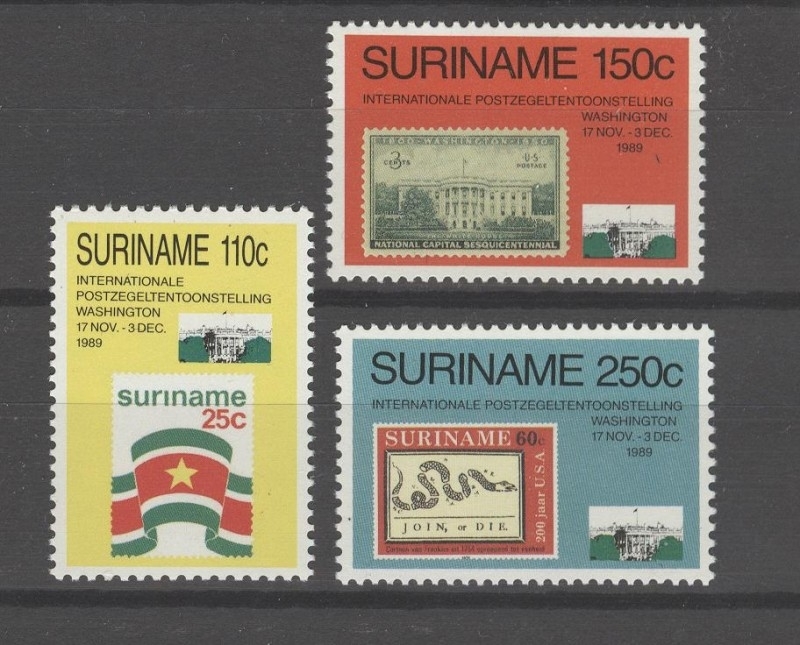 SURINAME 150c
INTERNATIONALE POSTZEGELTENTOONSTELLING
WASHINGTON
17 NOV. - 3 DEC.
1989
1800 - WASHINGTON - 1950
3
CENTS
U·S
POSTAGE
NATIONAL CAPITAL SESQUICENTENNIAL
SURINAME 110c
INTERNATIONALE
POSTZEGELTENTOONSTELLING
WASHINGTON
17 NOV. - 3 DEC.
1989
suriname
25c
SURINAME 250c
INTERNATIONALE POSTZEGELTENTOONSTELLING
WASHINGTON
17 NOV. - 3 DEC.
1989
SURINAME 60c
200 jaar U.S.A.
JOIN, or DIE.